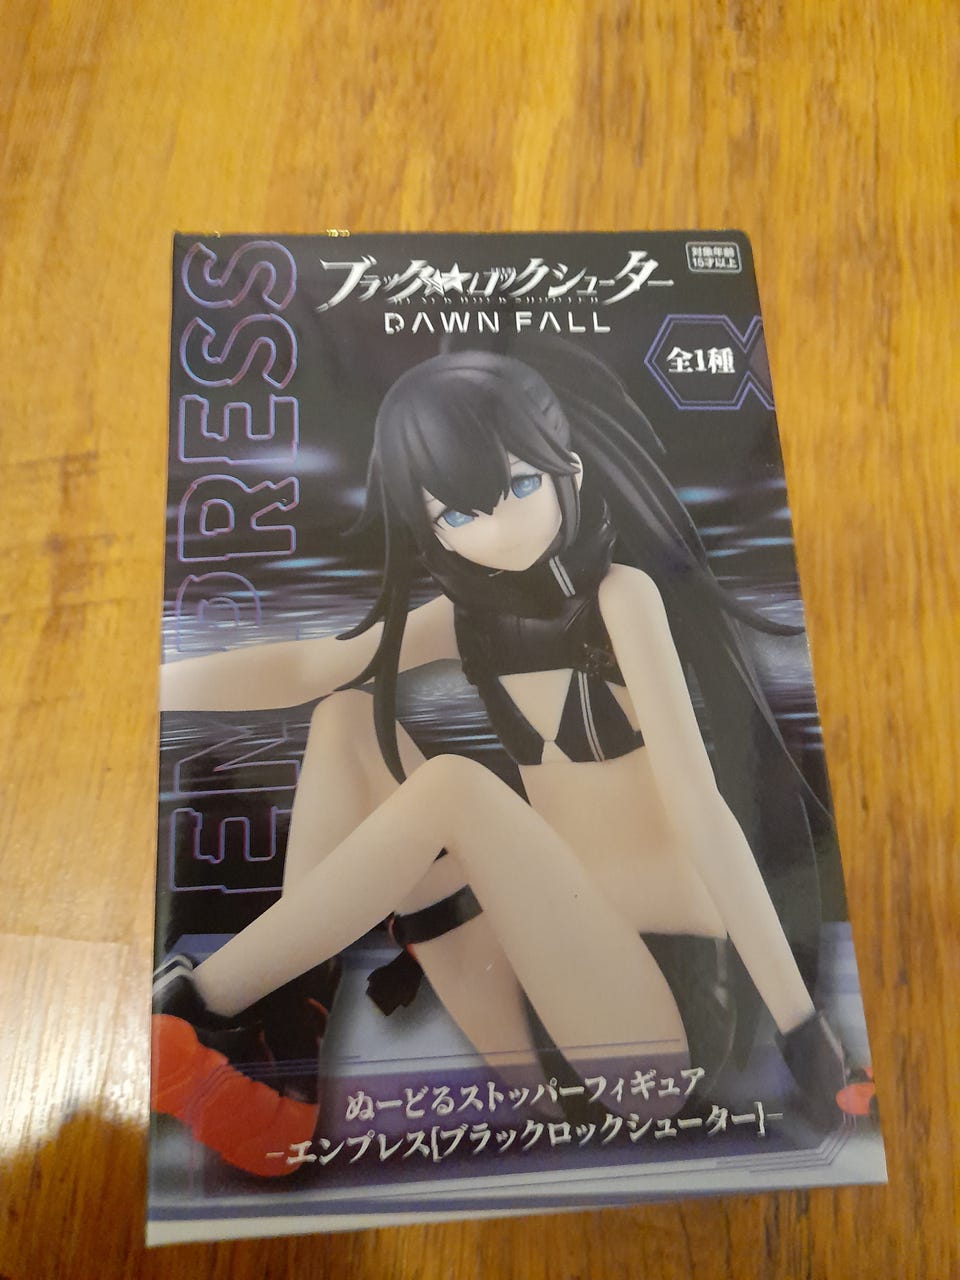 ブラック★★ロックシューター
BLACK ROCK SHOOTER
DAWN FALL
対象年齢
15才以上
全1種
EMPRESS
ぬーどるストッパーフィギュア
-エンプレス[ブラックロックシューター]-